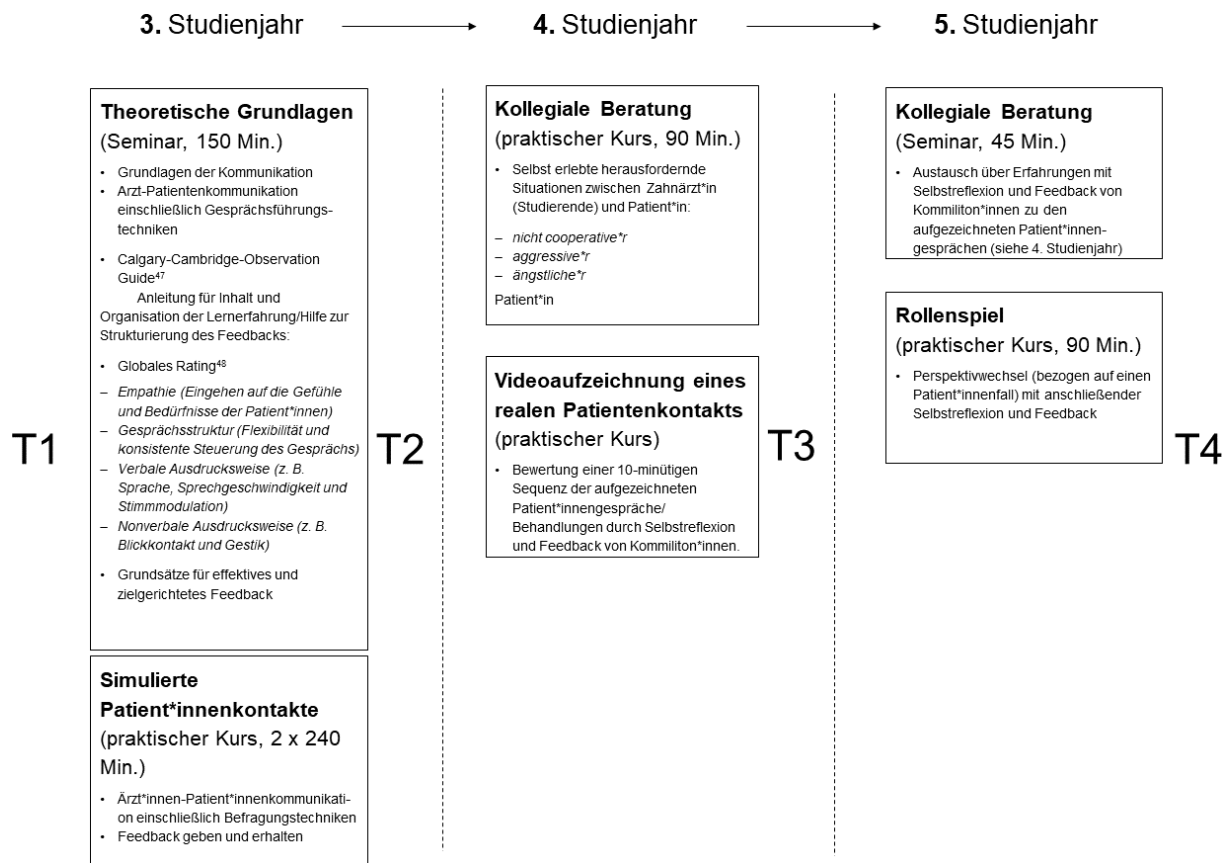 3. Studienjahr
4. Studienjahr
5. Studienjahr
T1
Theoretische Grundlagen
(Seminar, 150 Min.)
• Grundlagen der Kommunikation
• Arzt-Patientenkommunikation
einschließlich Gesprächsführungs-
techniken
• Calgary-Cambridge-Observation
Guide⁴⁷
Anleitung für Inhalt und
Organisation der Lernerfahrung/Hilfe zur
Strukturierung des Feedbacks:
• Globales Rating⁴⁸
– Empathie (Eingehen auf die Gefühle
und Bedürfnisse der Patient*innen)
– Gesprächsstruktur (Flexibilität und
konsistente Steuerung des Gesprächs)
– Verbale Ausdrucksweise (z. B.
Sprache, Sprechgeschwindigkeit und
Stimmmodulation)
– Nonverbale Ausdrucksweise (z. B.
Blickkontakt und Gestik)
• Grundsätze für effektives und
zielgerichtetes Feedback
Simulierte
Patient*innenkontakte
(praktischer Kurs, 2 x 240
Min.)
• Ärzt*innen-Patient*innenkommunikati-
on einschließlich Befragungstechniken
• Feedback geben und erhalten
T2
Kollegiale Beratung
(praktischer Kurs, 90 Min.)
• Selbst erlebte herausfordernde
Situationen zwischen Zahnärzt*in
(Studierende) und Patient*in:
– nicht cooperative*r
– aggressive*r
– ängstliche*r
Patient*in
Videoaufzeichnung eines
realen Patientenkontakts
(praktischer Kurs)
• Bewertung einer 10-minütigen
Sequenz der aufgezeichneten
Patient*innengespräche/
Behandlungen durch Selbstreflexion
und Feedback von Kommiliton*innen.
T3
Kollegiale Beratung
(Seminar, 45 Min.)
• Austausch über Erfahrungen mit
Selbstreflexion und Feedback von
Kommiliton*innen zu den
aufgezeichneten Patient*innen-
gesprächen (siehe 4. Studienjahr)
Rollenspiel
(praktischer Kurs, 90 Min.)
• Perspektivwechsel (bezogen auf einen
Patient*innenfall) mit anschließender
Selbstreflexion und Feedback
T4